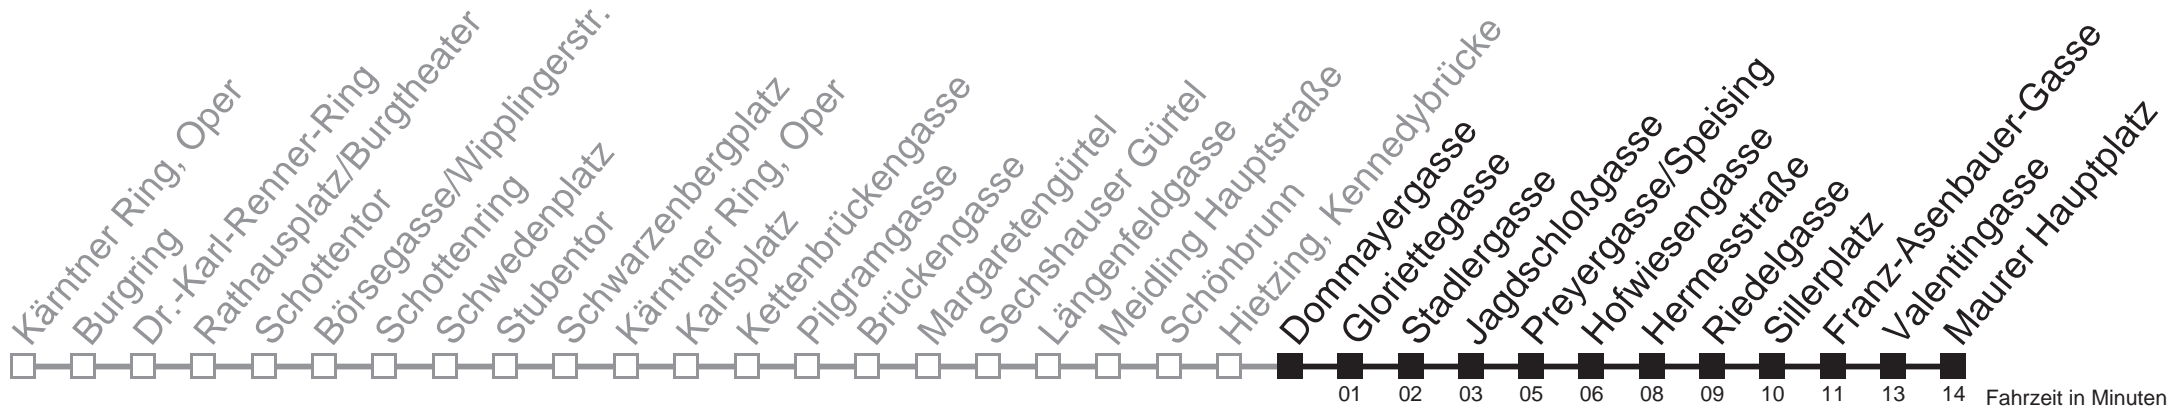 Kärntner Ring, Oper
Burgring
Dr.-Karl-Renner-Ring
Rathausplatz/Burgtheater
Schottentor
Börsegasse/Wipplingerstr.
Schottenring
Schwedenplatz
Stubentor
Schwarzenbergplatz
Kärntner Ring, Oper
Karlsplatz
Kettenbrückengasse
Pilgramgasse
Brückengasse
Margaretengürtel
Sechshauser Gürtel
Längenfeldgasse
Meidling Hauptstraße
Schönbrunn
Hietzing, Kennedybrücke
Dommayergasse
Gloriettegasse
Stadlergasse
Jagdschloßgasse
Preyergasse/Speising
Hofwiesengasse
Hermesstraße
Riedelgasse
Sillerplatz
Franz-Asenbauer-Gasse
Valentingasse
Maurer Hauptplatz
01 02 03 05 06 08 09 10 11 13 14 Fahrzeit in Minuten